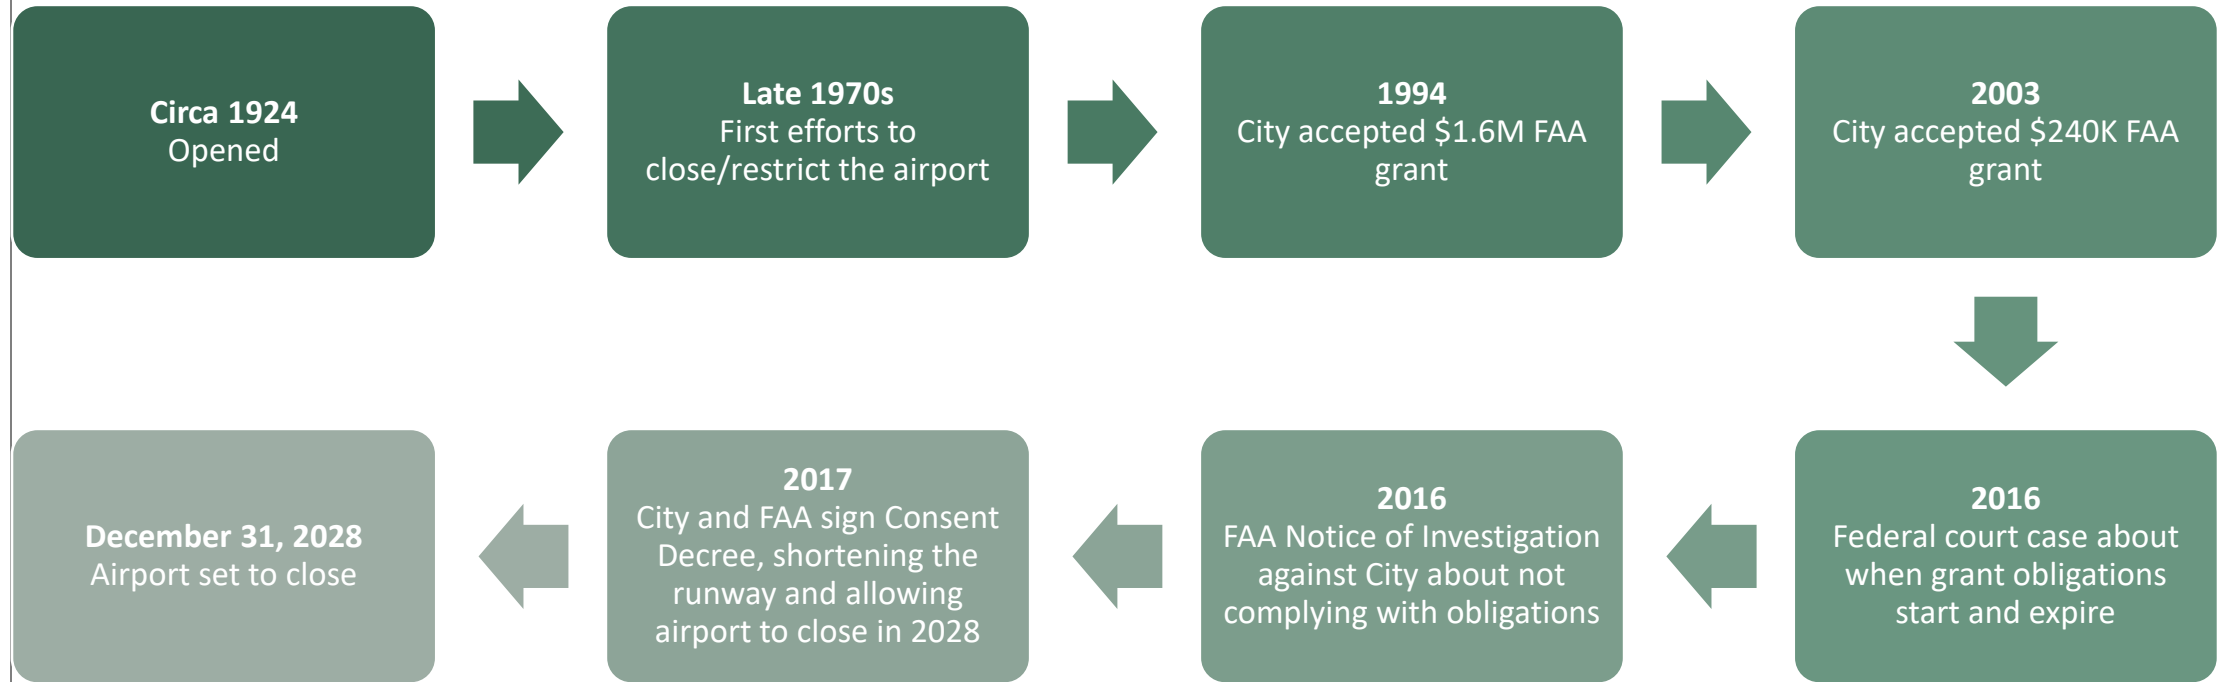 Circa 1924
Opened
Late 1970s
First efforts to
close/restrict the airport
1994
City accepted $1.6M FAA
grant
2003
City accepted $240K FAA
grant
2016
Federal court case about
when grant obligations
start and expire
2016
FAA Notice of Investigation
against City about not
complying with obligations
2017
City and FAA sign Consent
Decree, shortening the
runway and allowing
airport to close in 2028
December 31, 2028
Airport set to close